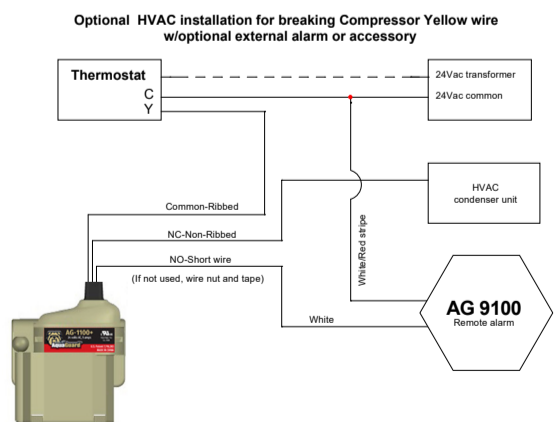 Optional HVAC installation for breaking Compressor Yellow wire
w/optional external alarm or accessory
Thermostat
C
Y
24Vac transformer
24Vac common
HVAC
condenser unit
Common-Ribbed
NC-Non-Ribbed
NO-Short wire
(If not used, wire nut and tape)
White/Red stripe
White
AG 9100
Remote alarm
AG-1100+
AquaGuard